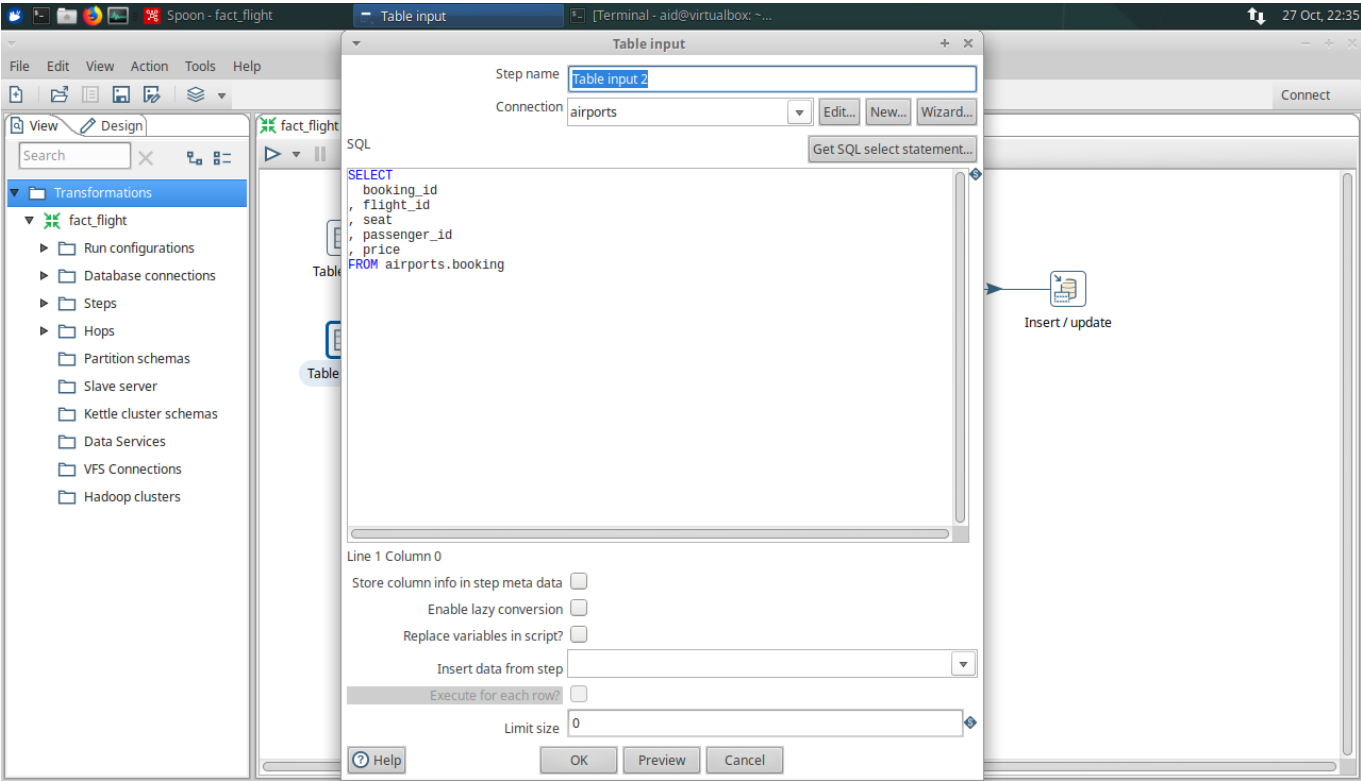 Spoon - fact_flight
Table input
[Terminal - aid@virtualbox: ~...
27 Oct, 22:35
Table input
File Edit View Action Tools Help
Connect
View Design
Search
Transformations
fact_flight
Run configurations
Database connections
Steps
Hops
Partition schemas
Slave server
Kettle cluster schemas
Data Services
VFS Connections
Hadoop clusters
fact_flight
Table
Table
Insert / update
Step name Table input 2
Connection airports Edit... New... Wizard...
SQL Get SQL select statement...
SELECT
booking_id
, flight_id
, seat
, passenger_id
, price
FROM airports.booking
Line 1 Column 0
Store column info in step meta data
Enable lazy conversion
Replace variables in script?
Insert data from step
Execute for each row?
Limit size 0
Help OK Preview Cancel